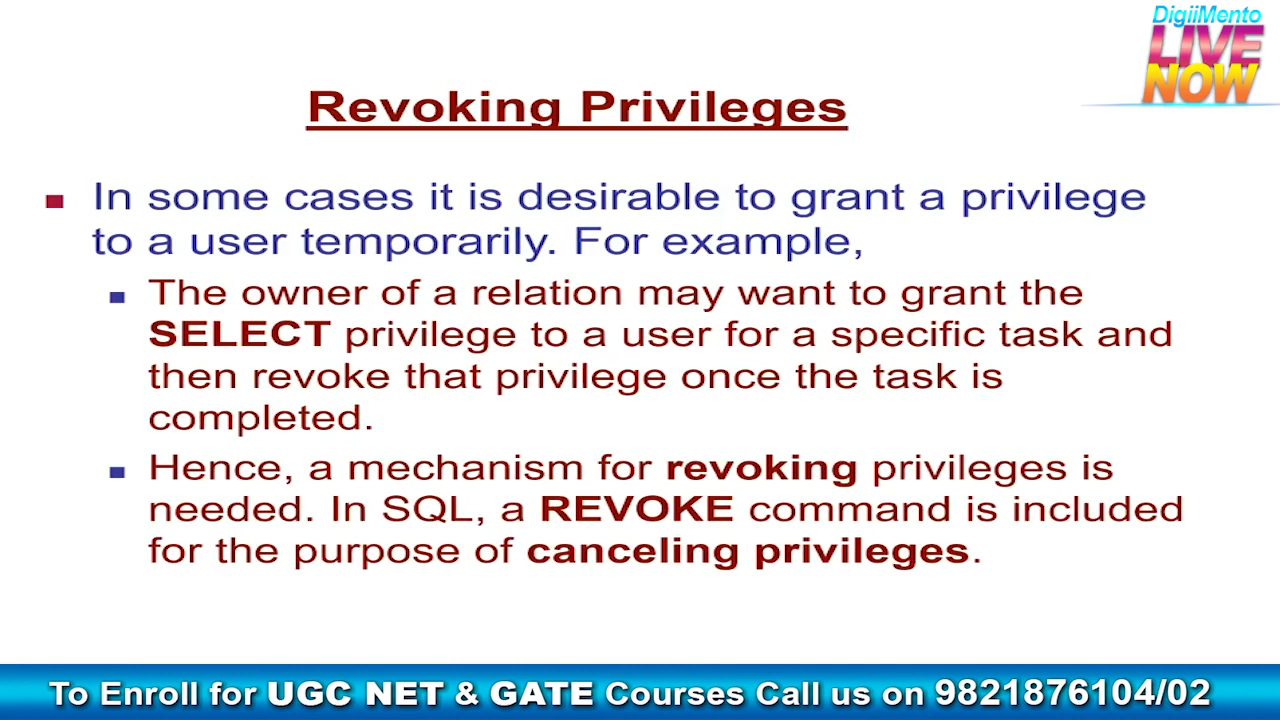 DigiiMento
LIVE
NOW
Revoking Privileges
In some cases it is desirable to grant a privilege
to a user temporarily. For example,
The owner of a relation may want to grant the
SELECT privilege to a user for a specific task and
then revoke that privilege once the task is
completed.
Hence, a mechanism for revoking privileges is
needed. In SQL, a REVOKE command is included
for the purpose of canceling privileges.
To Enroll for UGC NET & GATE Courses Call us on 9821876104/02